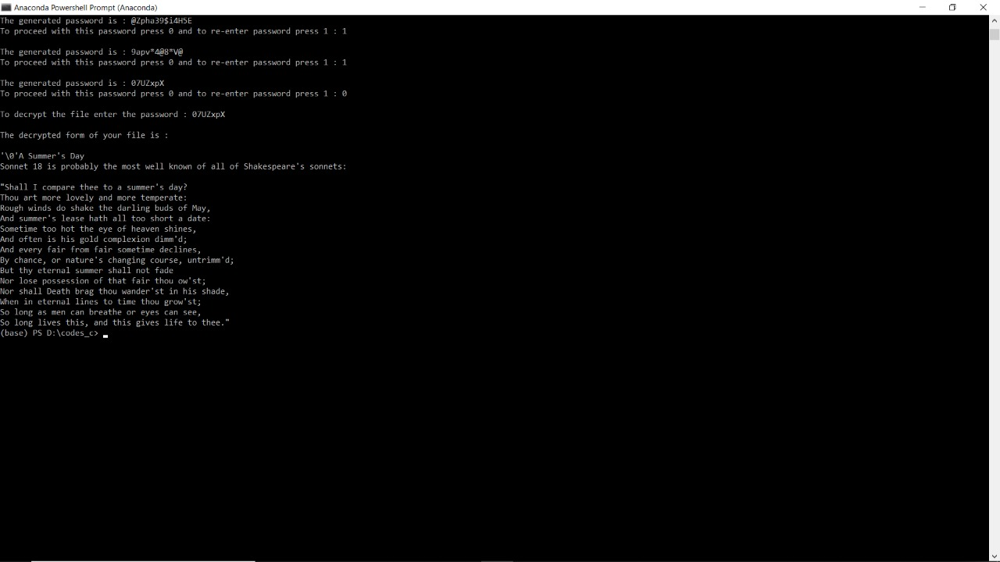 Anaconda Powershell Prompt (Anaconda)
The generated password is : @Zpha39$i4H5E
To proceed with this password press 0 and to re-enter password press 1 : 1
The generated password is : 9apv*4@8*V@
To proceed with this password press 0 and to re-enter password press 1 : 1
The generated password is : 07UZxpX
To proceed with this password press 0 and to re-enter password press 1 : 0
To decrypt the file enter the password : 07UZxpX
The decrypted form of your file is :
'\0'A Summer's Day
Sonnet 18 is probably the most well known of all of Shakespeare's sonnets:
"Shall I compare thee to a summer's day?
Thou art more lovely and more temperate:
Rough winds do shake the darling buds of May,
And summer's lease hath all too short a date:
Sometime too hot the eye of heaven shines,
And often is his gold complexion dimm'd;
And every fair from fair sometime declines,
By chance, or nature's changing course, untrimm'd;
But thy eternal summer shall not fade
Nor lose possession of that fair thou ow'st;
Nor shall Death brag thou wander'st in his shade,
When in eternal lines to time thou grow'st;
So long as men can breathe or eyes can see,
So long lives this, and this gives life to thee."
(base) PS D:\codes_c>